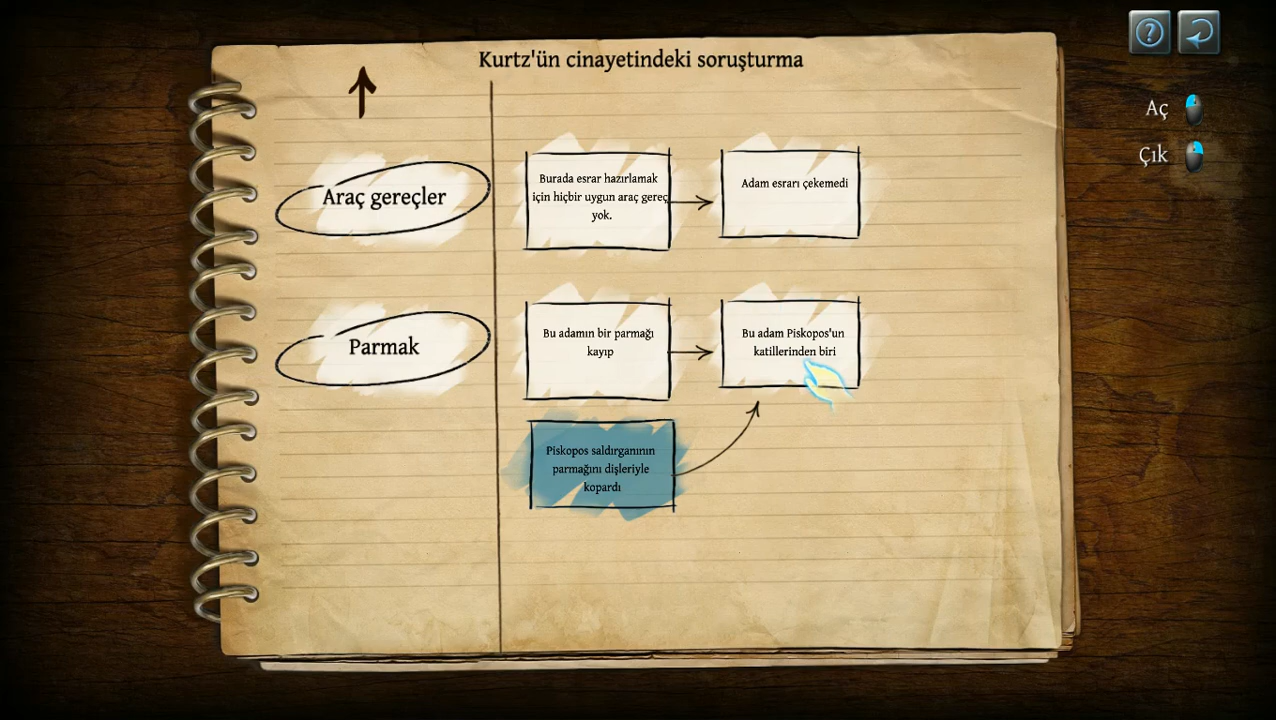 Kurtz'ün cinayetindeki soruşturma
Aç
Çık
Araç gereçler
Burada esrar hazırlamak
için hiçbir uygun araç gereç
yok.
Adam esrarı çekemedi
Parmak
Bu adamın bir parmağı
kayıp
Bu adam Piskopos'un
katillerinden biri
Piskopos saldırganının
parmağını dişleriyle
kopardı